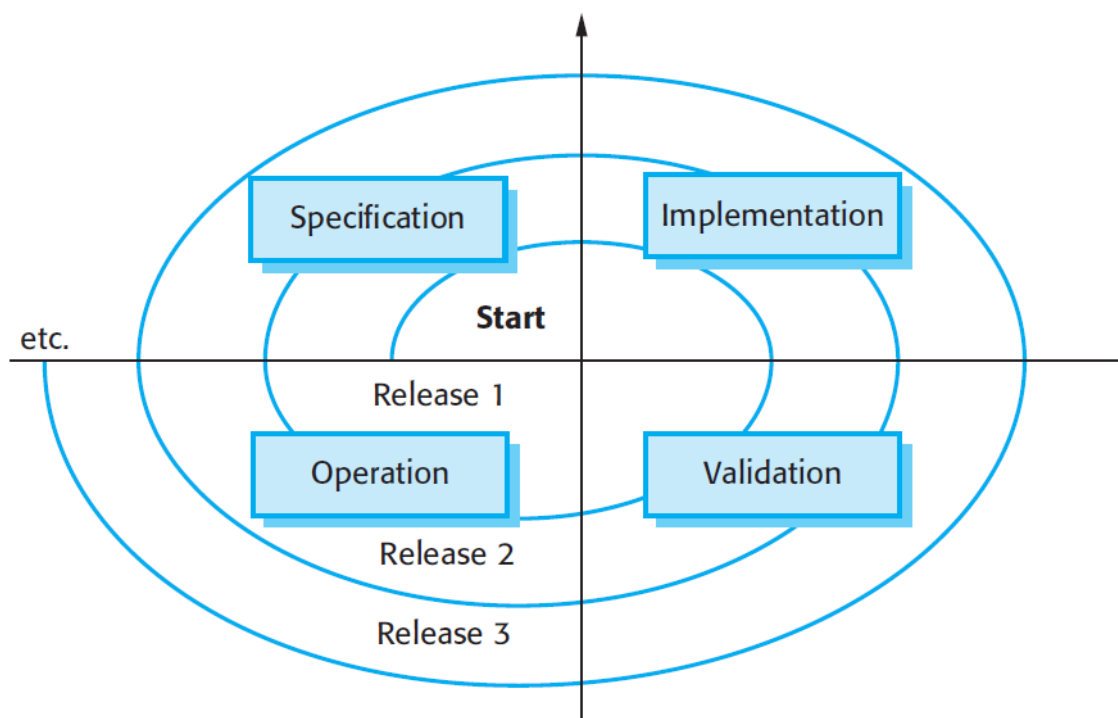 Specification
Implementation
Start
etc.
Release 1
Operation
Validation
Release 2
Release 3